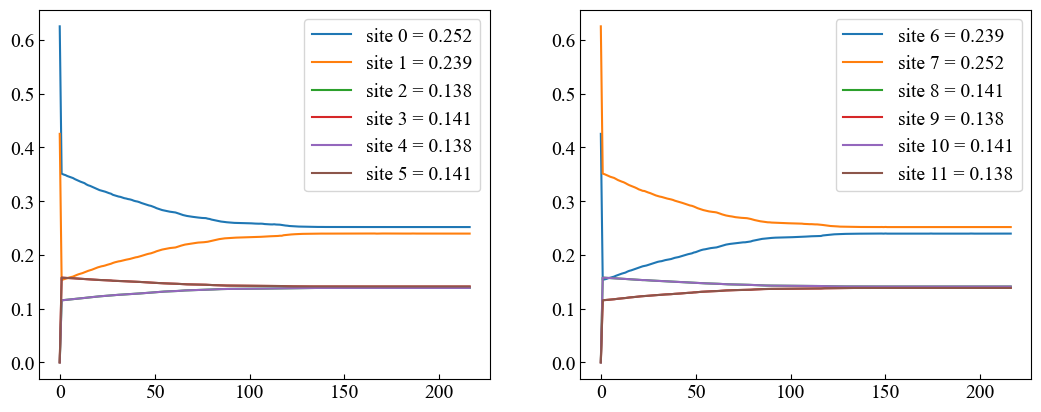 0.6
0.5
0.4
0.3
0.2
0.1
0.0
0 50 100 150 200
site 0 = 0.252
site 1 = 0.239
site 2 = 0.138
site 3 = 0.141
site 4 = 0.138
site 5 = 0.141
0.6
0.5
0.4
0.3
0.2
0.1
0.0
0 50 100 150 200
site 6 = 0.239
site 7 = 0.252
site 8 = 0.141
site 9 = 0.138
site 10 = 0.141
site 11 = 0.138